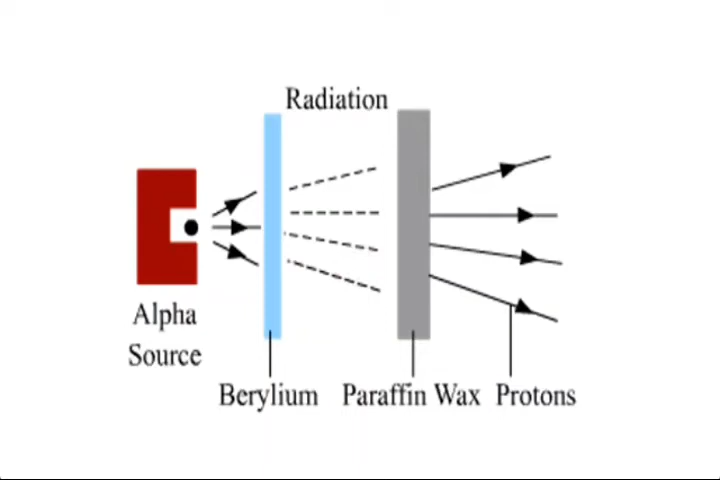 Radiation
Alpha
Source
Berylium
Paraffin Wax
Protons